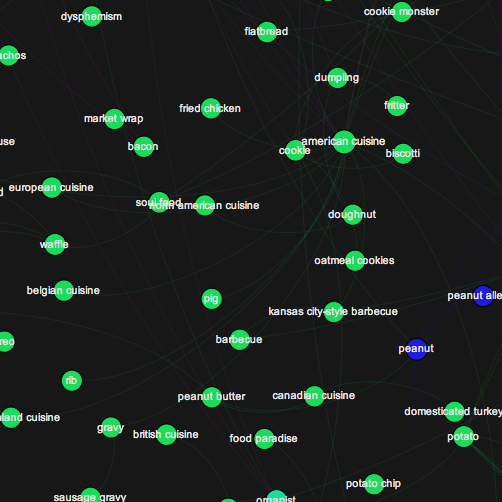 dysphemism
cookie monster
flatbread
achos
dumpling
fried chicken
fritter
market wrap
use
bacon
american cuisine
cookie
biscotti
d
european cuisine
soul food
north american cuisine
doughnut
waffle
oatmeal cookies
belgian cuisine
pig
peanut alle
kansas city-style barbecue
reo
barbecue
peanut
rib
peanut butter
canadian cuisine
land cuisine
domesticated turkey
gravy
british cuisine
food paradise
potato
potato chip
sausage gravy
organist